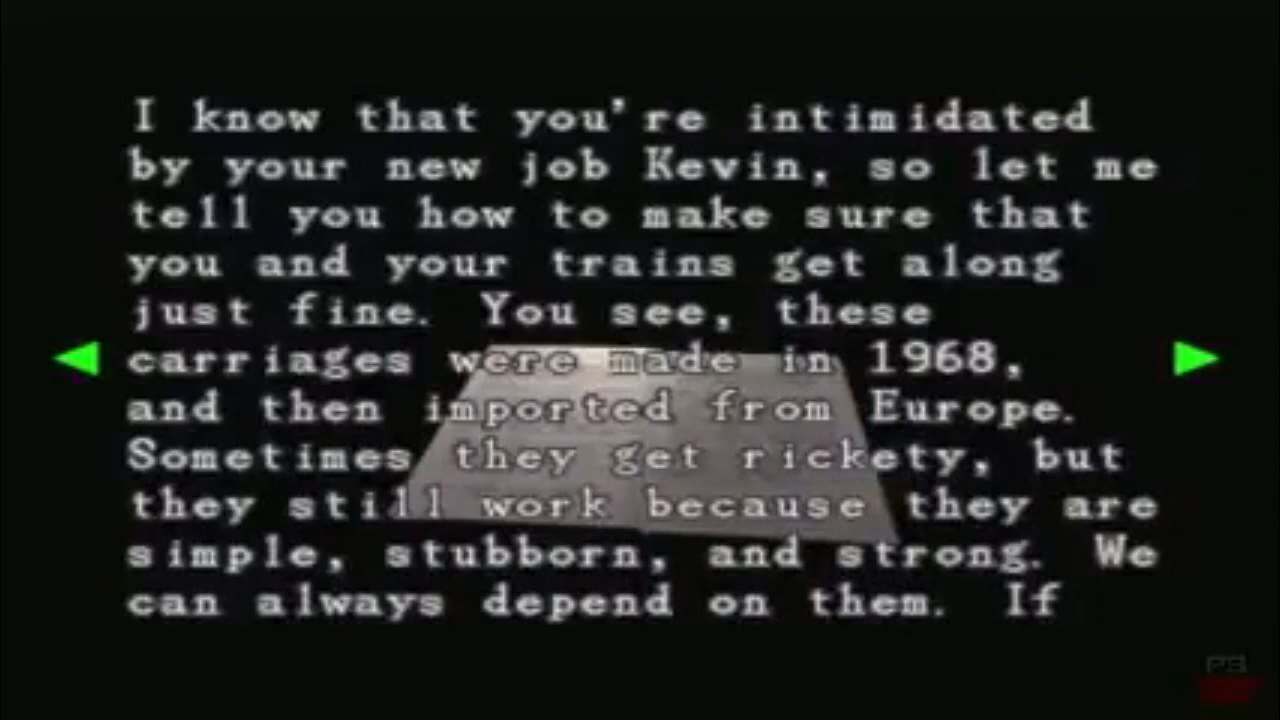 I know that you're intimidated
by your new job Kevin, so let me
tell you how to make sure that
you and your trains get along
just fine. You see, these
carriages were made in 1968,
and then imported from Europe.
Sometimes they get rickety, but
they still work because they are
simple, stubborn, and strong. We
can always depend on them. If